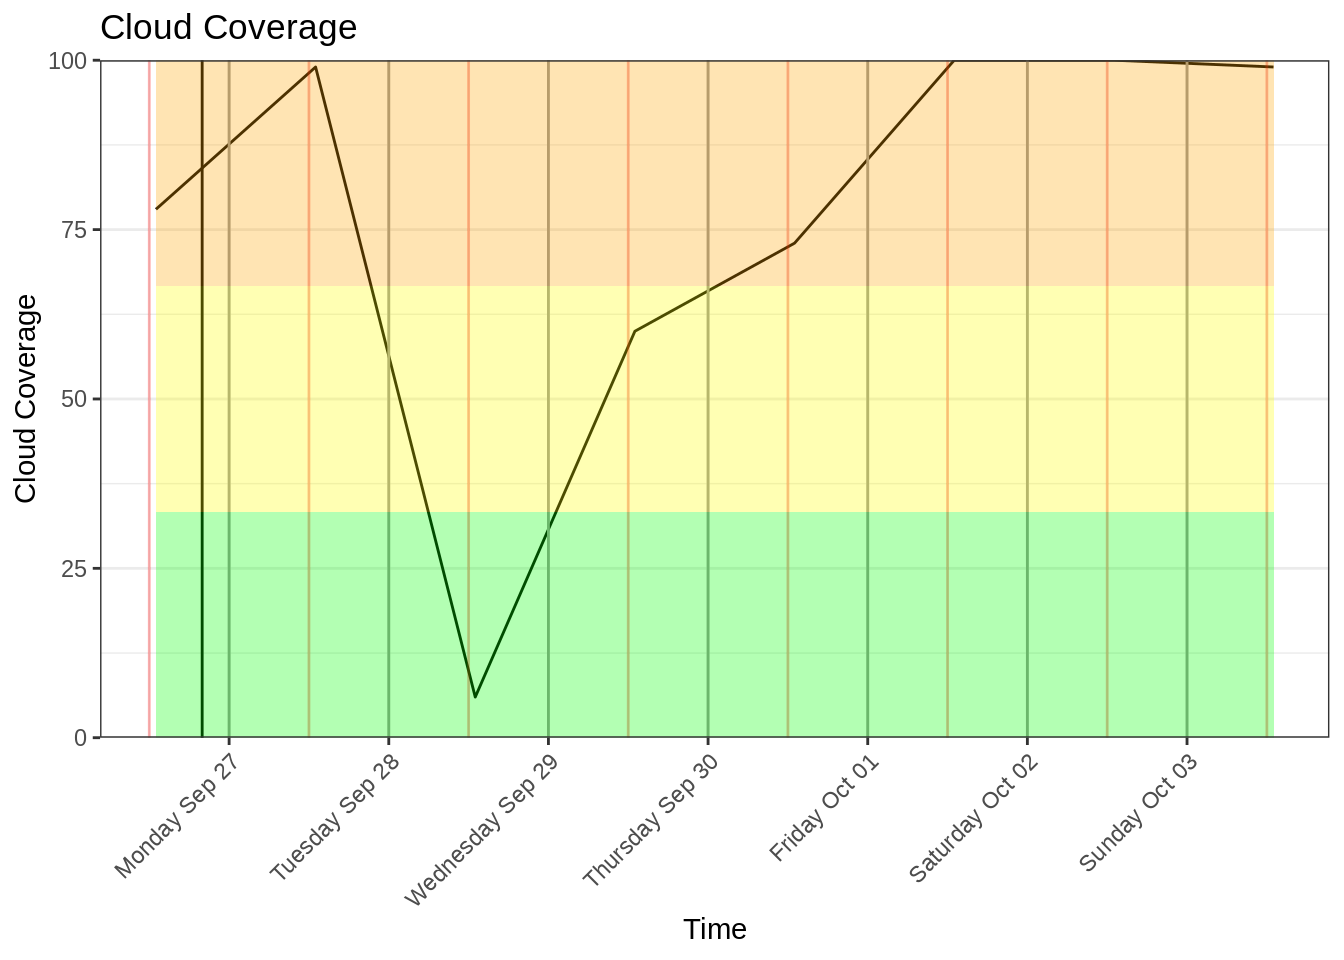 Cloud Coverage
Cloud Coverage
100
75
50
25
0
Monday Sep 27
Tuesday Sep 28
Wednesday Sep 29
Thursday Sep 30
Friday Oct 01
Saturday Oct 02
Sunday Oct 03
Time